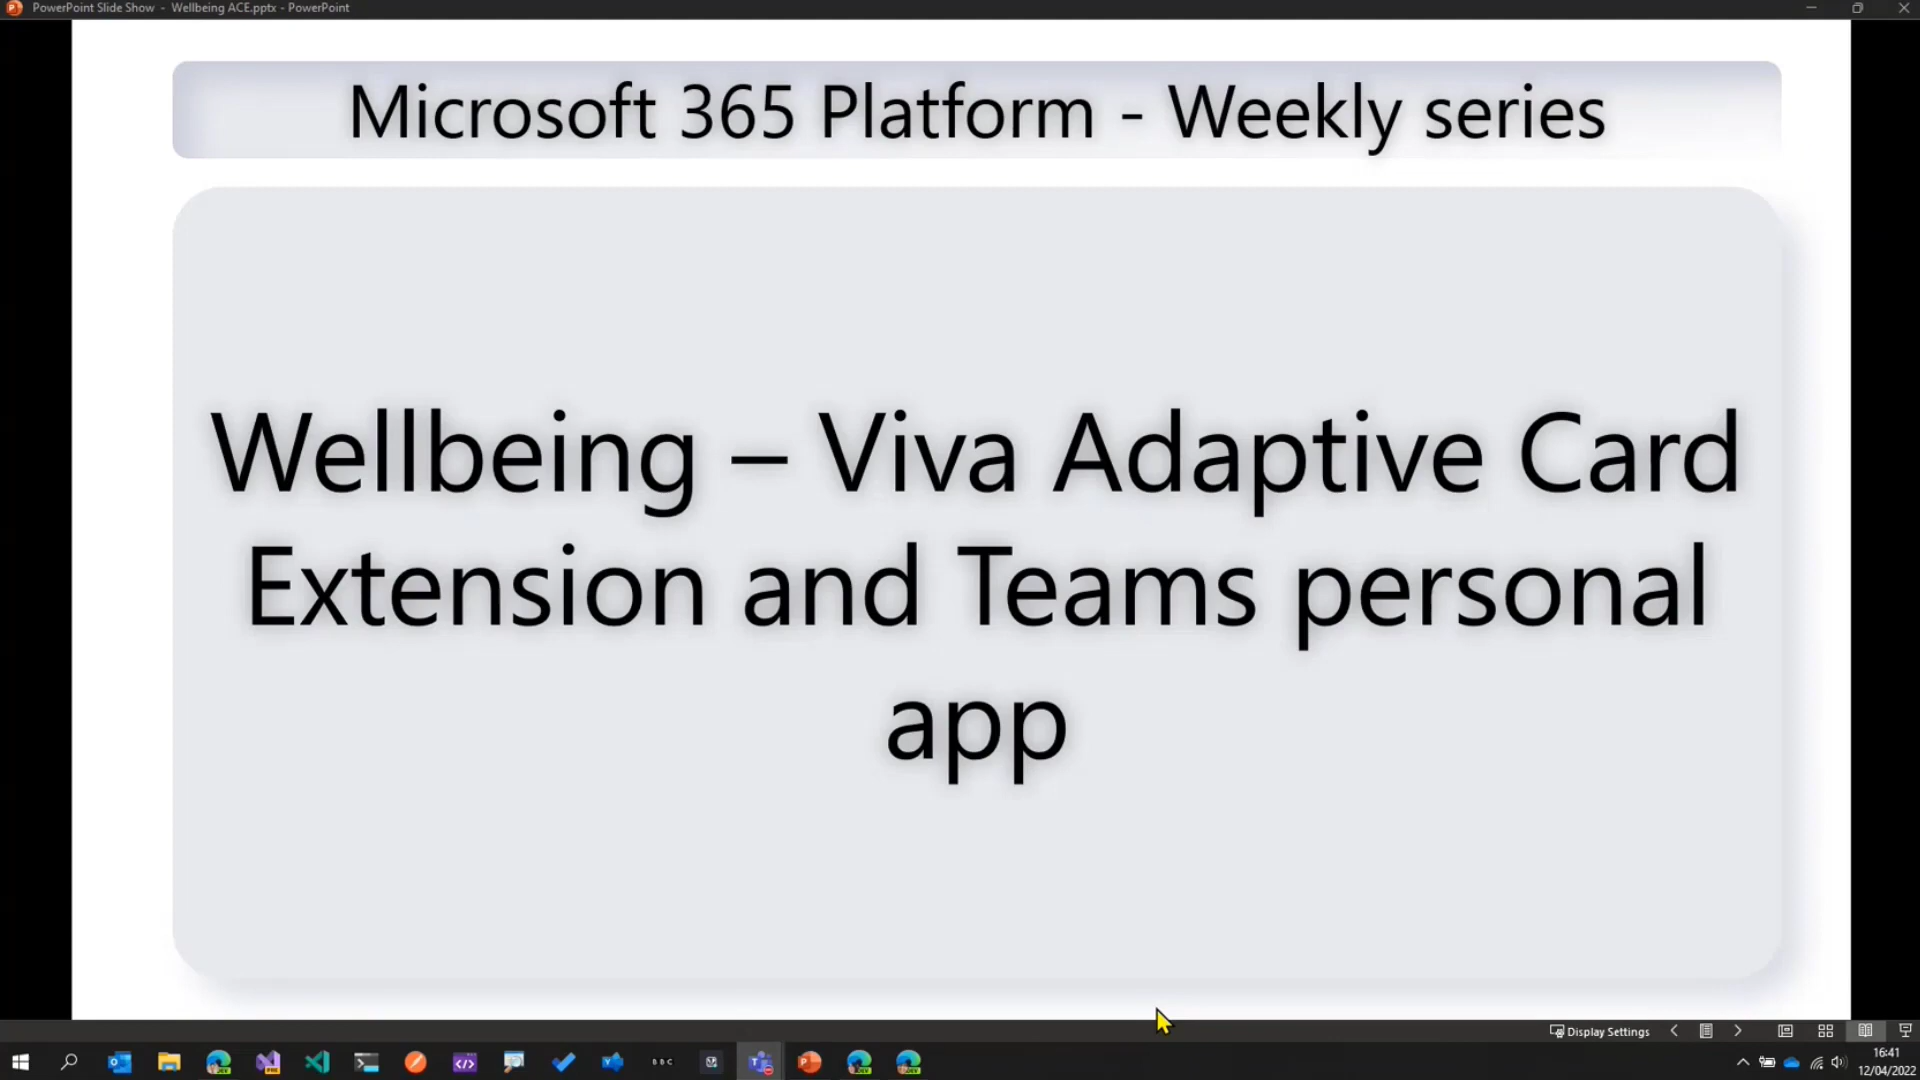 PowerPoint Slide Show - Wellbeing ACE.pptx - PowerPoint
Microsoft 365 Platform - Weekly series
Wellbeing – Viva Adaptive Card
Extension and Teams personal
app
Display Settings
BBC
16:41
12/04/2022